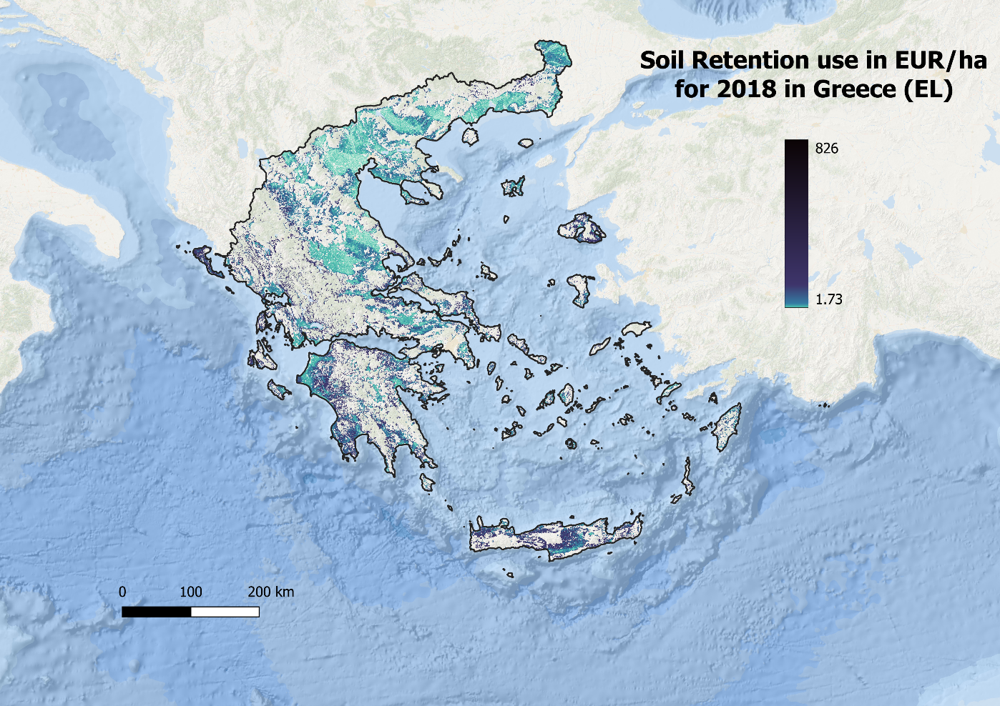 Soil Retention use in EUR/ha
for 2018 in Greece (EL)
826
1.73
0 100 200 km